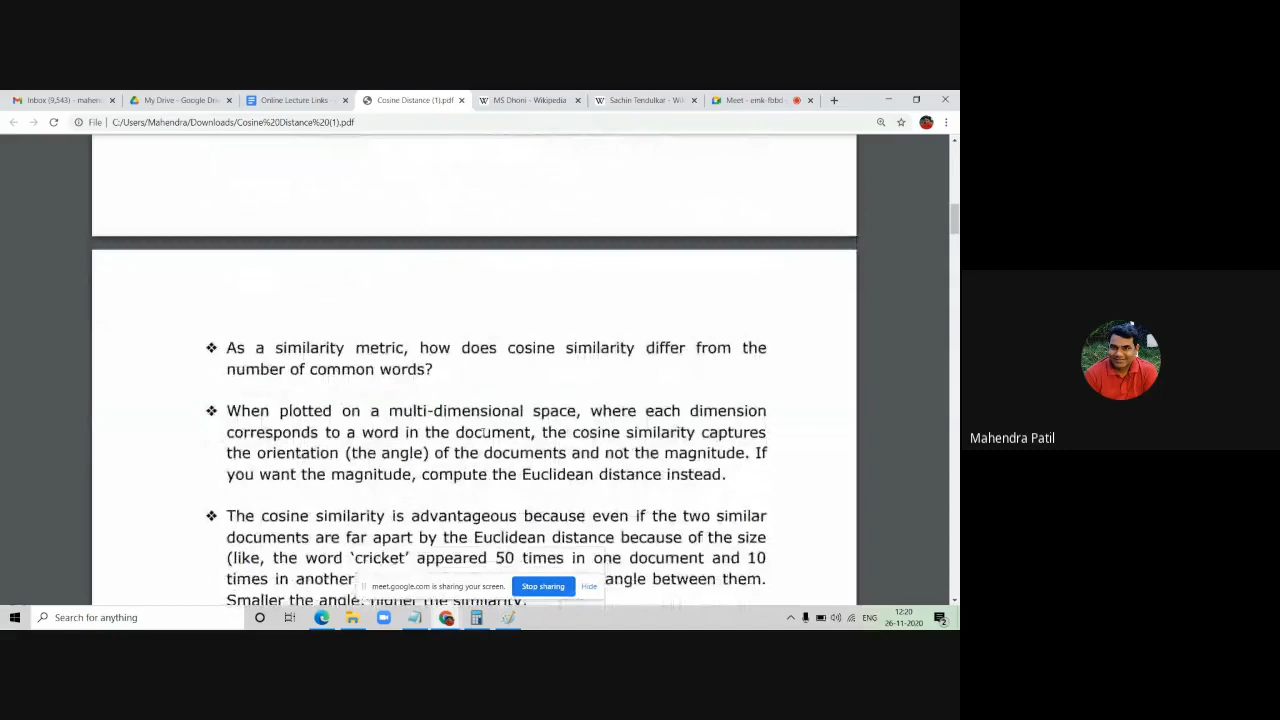 Inbox (9,543) - mahen
My Drive - Google Dri
Online Lecture Links -
Cosine Distance (1).pdf
MS Dhoni - Wikipedia
Sachin Tendulkar - Wi
Meet - emk-fbbd
File
C:/Users/Mahendra/Downloads/Cosine%20Distance%20(1).pdf
❖ As a similarity metric, how does cosine similarity differ from the
number of common words?
❖ When plotted on a multi-dimensional space, where each dimension
corresponds to a word in the document, the cosine similarity captures
the orientation (the angle) of the documents and not the magnitude. If
you want the magnitude, compute the Euclidean distance instead.
❖ The cosine similarity is advantageous because even if the two similar
documents are far apart by the Euclidean distance because of the size
(like, the word ‘cricket’ appeared 50 times in one document and 10
times in another angle between them.
Smaller the angle, higher the similarity.
meet.google.com is sharing your screen.
Stop sharing
Hide
Mahendra Patil
Search for anything
ENG
12:20
26-11-2020
2